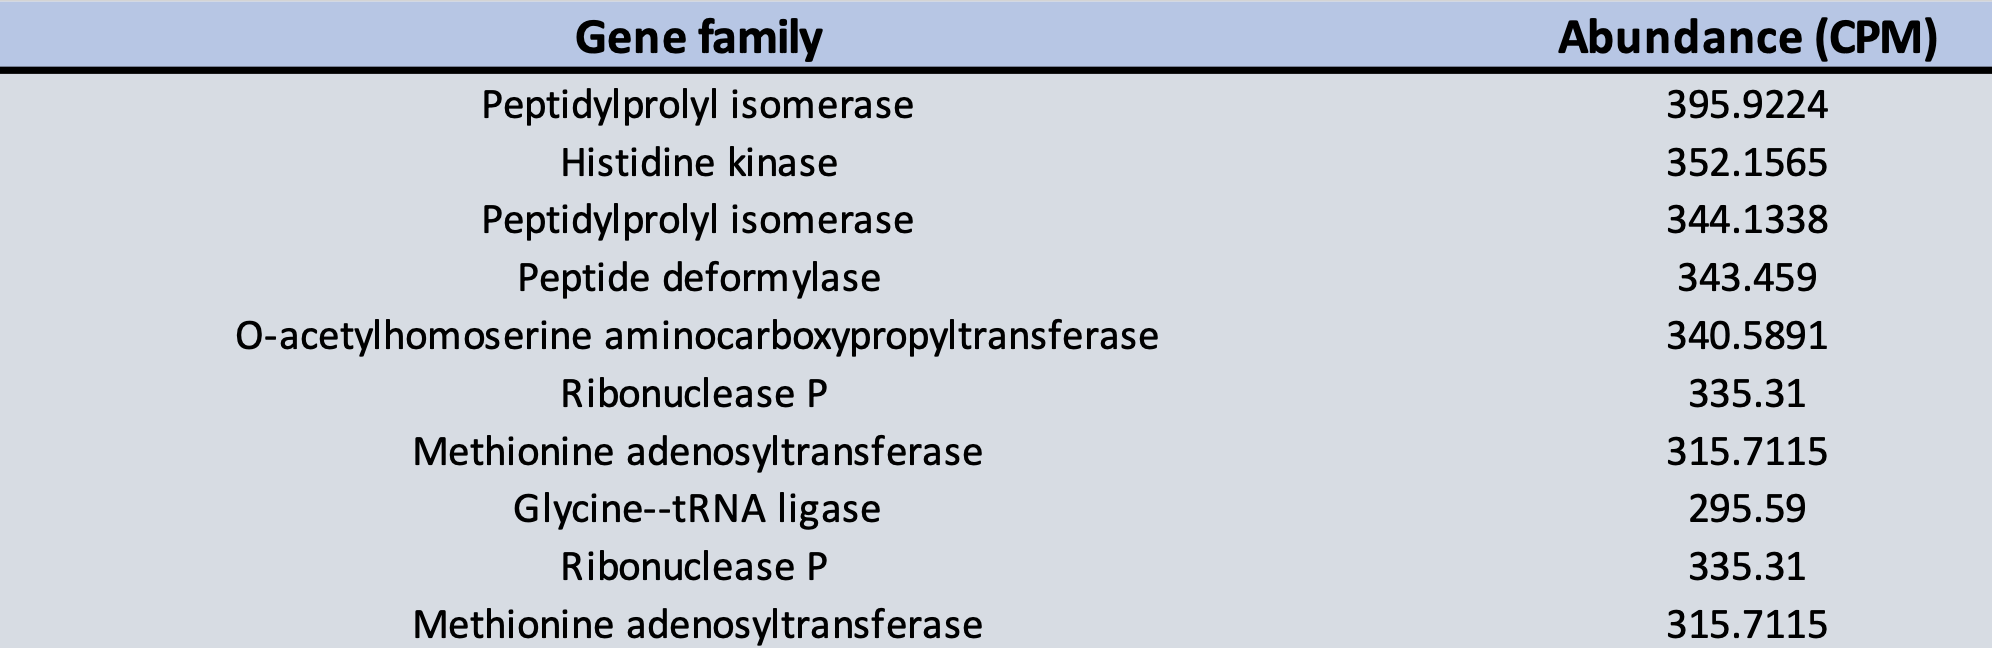 Gene family Abundance (CPM)
Peptidylprolyl isomerase 395.9224
Histidine kinase 352.1565
Peptidylprolyl isomerase 344.1338
Peptide deformylase 343.459
O-acetylhomoserine aminocarboxypropyltransferase 340.5891
Ribonuclease P 335.31
Methionine adenosyltransferase 315.7115
Glycine--tRNA ligase 295.59
Ribonuclease P 335.31
Methionine adenosyltransferase 315.7115